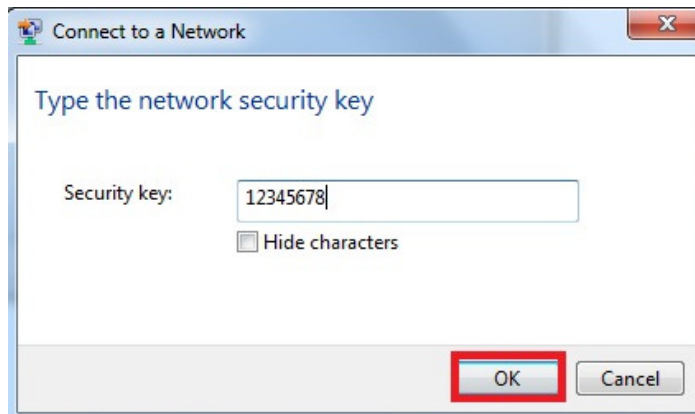 Connect to a Network
Type the network security key
Security key: 12345678
Hide characters
OK Cancel